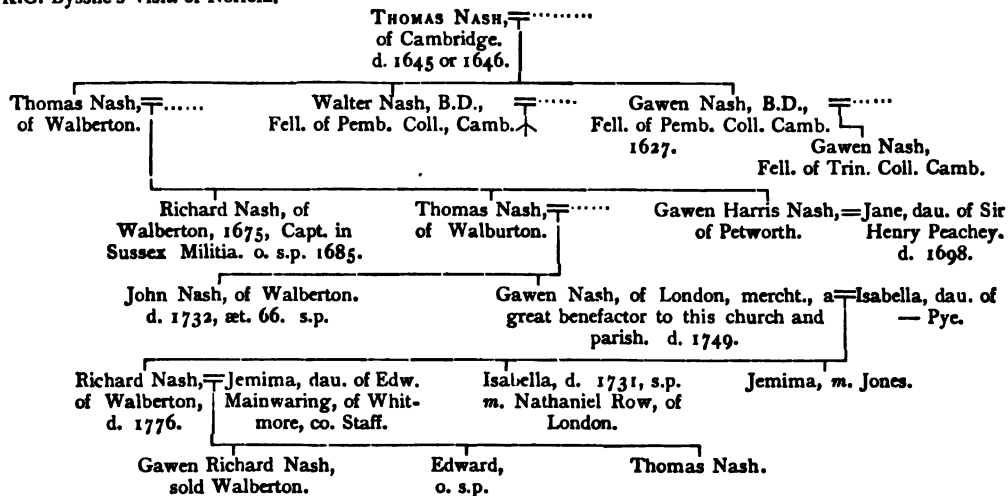 THOMAS NASH,
of Cambridge.
d. 1645 or 1646.
Thomas Nash,
of Walberton.
Walter Nash, B.D.,
Fell. of Pemb. Coll., Camb.
Gawen Nash, B.D.,
Fell. of Pemb. Coll. Camb.
1627.
Gawen Nash,
Fell. of Trin. Coll. Camb.
Richard Nash, of
Walberton, 1675, Capt. in
Sussex Militia. o. s.p. 1685.
Thomas Nash,
of Walburton.
Gawen Harris Nash,
of Petworth.
Jane, dau. of Sir
Henry Peachey.
d. 1698.
John Nash, of Walberton.
d. 1732, æt. 66. s.p.
Gawen Nash, of London, mercht., a
great benefactor to this church and
parish. d. 1749.
Isabella, dau. of
— Pye.
Richard Nash,
of Walberton,
d. 1776.
Jemima, dau. of Edw.
Mainwaring, of Whit-
more, co. Staff.
Isabella, d. 1731, s.p.
m. Nathaniel Row, of
London.
Jemima, m. Jones.
Gawen Richard Nash,
sold Walberton.
Edward,
o. s.p.
Thomas Nash.